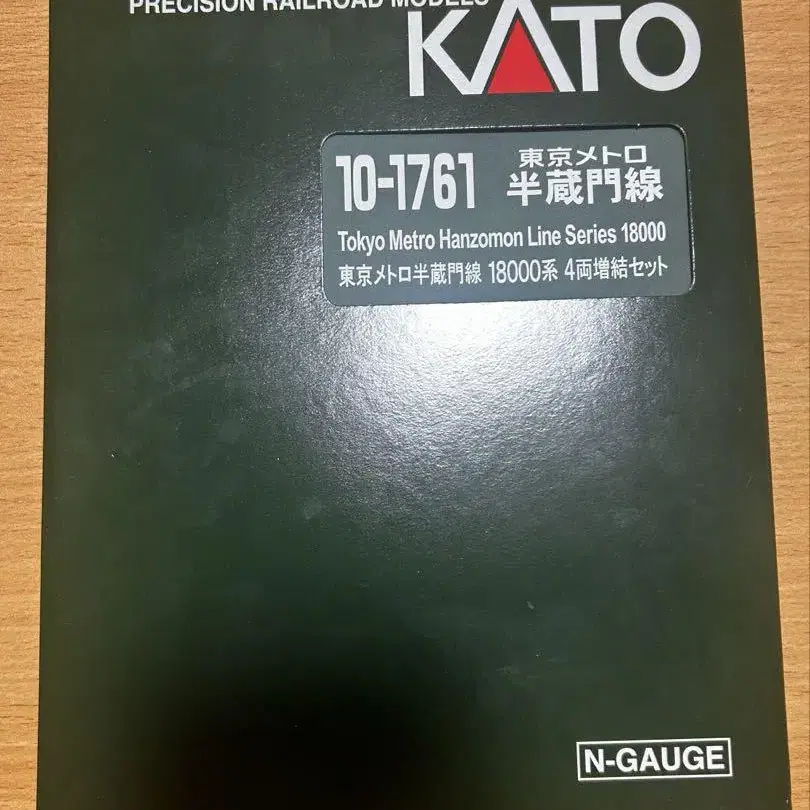 PRECISION RAILROAD MODELS
KATO
10-1761
東京メトロ
半蔵門線
Tokyo Metro Hanzomon Line Series 18000
東京メトロ半蔵門線 18000系 4両増結セット
N-GAUGE